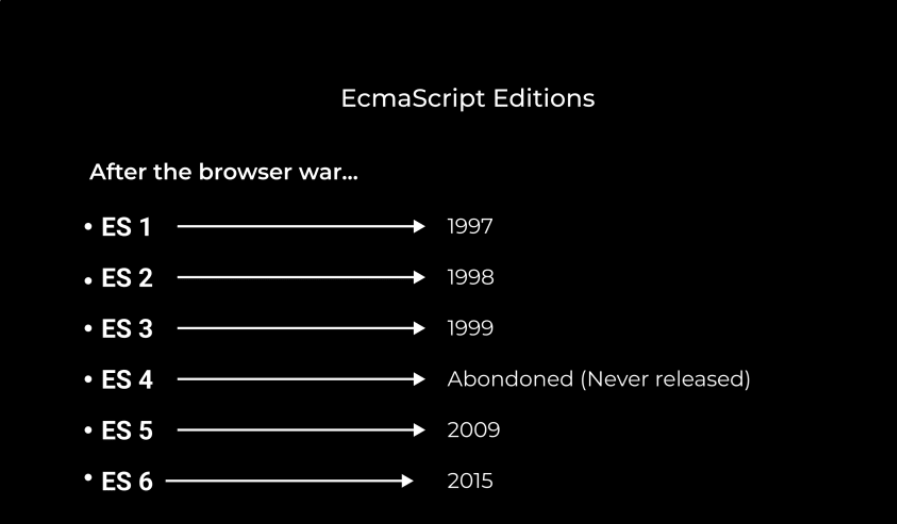 EcmaScript Editions
After the browser war...
• ES 1 1997
• ES 2 1998
• ES 3 1999
• ES 4 Abondoned (Never released)
• ES 5 2009
• ES 6 2015